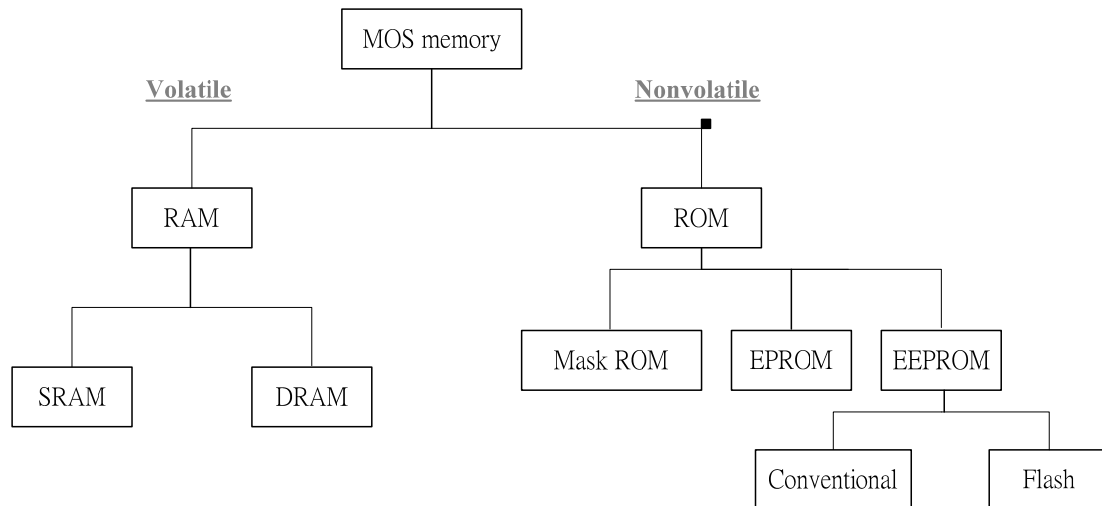 MOS memory
Volatile
Nonvolatile
RAM
ROM
Mask ROM
EPROM
EEPROM
SRAM
DRAM
Conventional
Flash